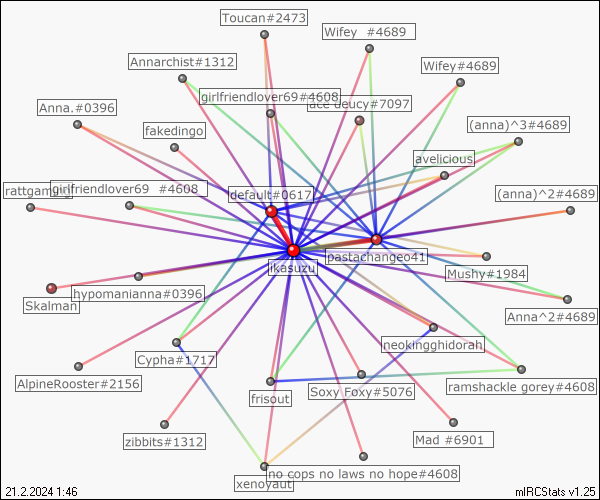 Toucan#2473
Wifey #4689
Annarchist#1312
Wifey#4689
girlfriendlover69#4608
ace deucy#7097
Anna.#0396
fakedingo
(anna)^3#4689
avelicious
rattgaming
girlfriendlover69 #4608
default#0617
(anna)^2#4689
ikasuzu
pastachangeo41
Mushy#1984
hypomanianna#0396
Skalman
Anna^2#4689
Cypha#1717
neokingghidorah
AlpineRooster#2156
frisout
Soxy Foxy#5076
ramshackle gorey#4608
zibbits#1312
Mad #6901
no cops no laws no hope#4608
xenoyaut
21.2.2024 1:46
mIRCStats v1.25